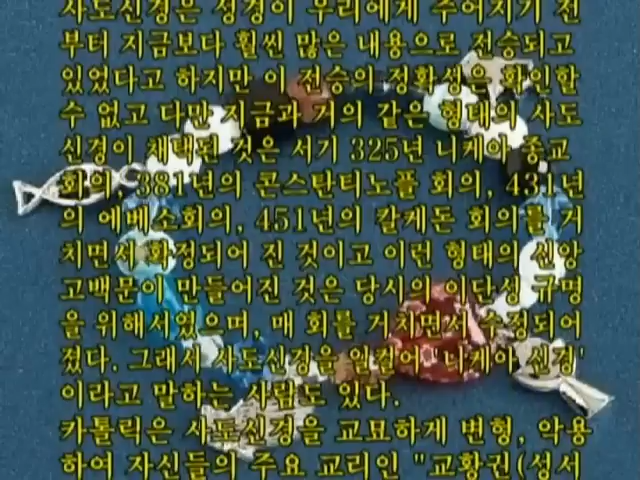 사도신경은 성경이 우리에게 주어지기 전
부터 지금보다 훨씬 많은 내용으로 전승되고
있었다고 하지만 이 전승의 정확성은 확인할
수 없고 다만 지금과 거의 같은 형태의 사도
신경이 채택된 것은 서기 325년 니케아 종교
회의, 381년의 콘스탄티노플 회의, 431년
의 에베소회의, 451년의 칼케돈 회의를 거
치면서 확정되어 진 것이고 이런 형태의 신앙
고백문이 만들어진 것은 당시의 이단성 규명
을 위해서였으며, 매 회를 거치면서 수정되어
졌다. 그래서 사도신경을 일컬어 '니케아 신경'
이라고 말하는 사람도 있다.
카톨릭은 사도신경을 교묘하게 변형, 악용
하여 자신들의 주요 교리인 "교황권(성서